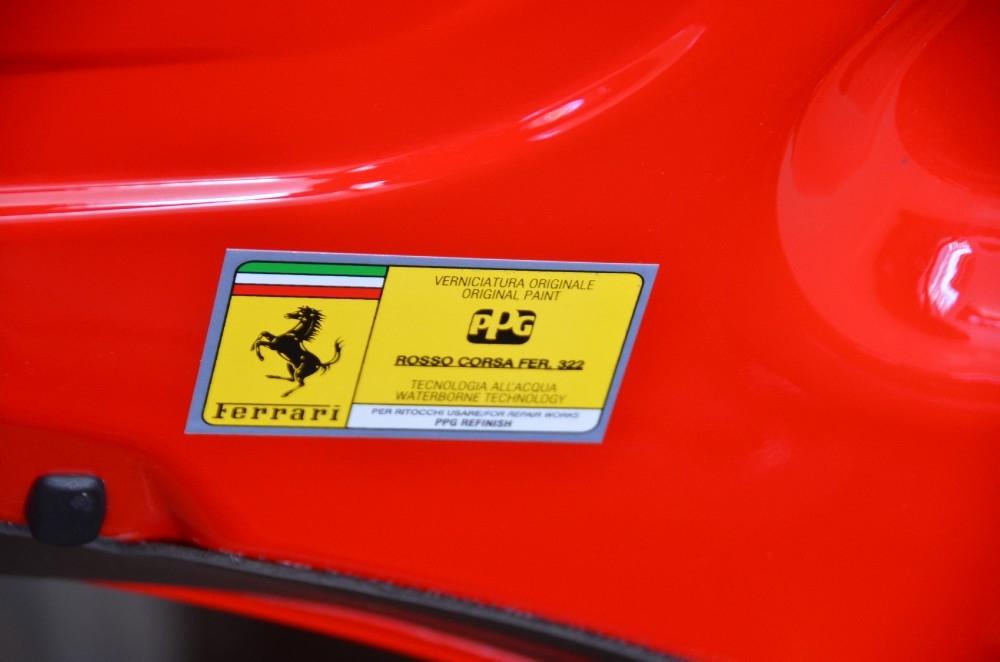 VERNICIATURA ORIGINALE
ORIGINAL PAINT
PPG
ROSSO CORSA FER. 322
TECNOLOGIA ALL'ACQUA
WATERBORNE TECHNOLOGY
PER RITOCCHI USARE/FOR REPAIR WORKS
PPG REFINISH
Ferrari